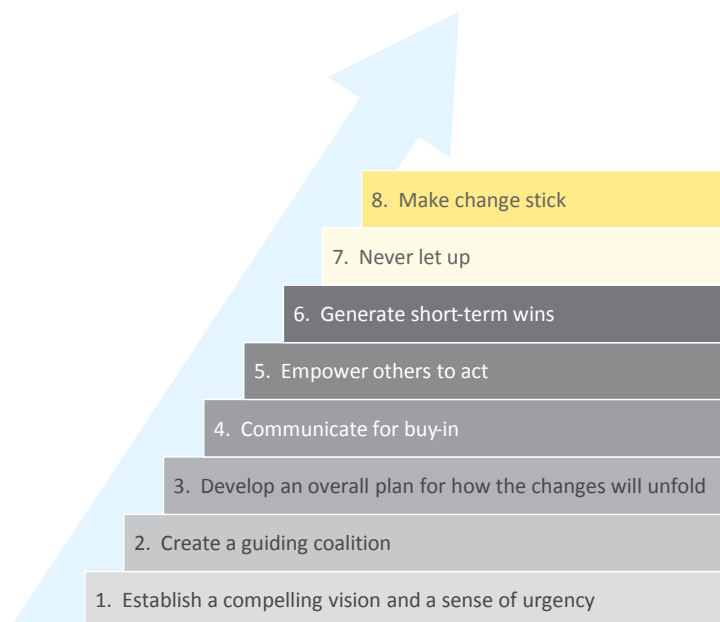 8. Make change stick
7. Never let up
6. Generate short-term wins
5. Empower others to act
4. Communicate for buy-in
3. Develop an overall plan for how the changes will unfold
2. Create a guiding coalition
1. Establish a compelling vision and a sense of urgency